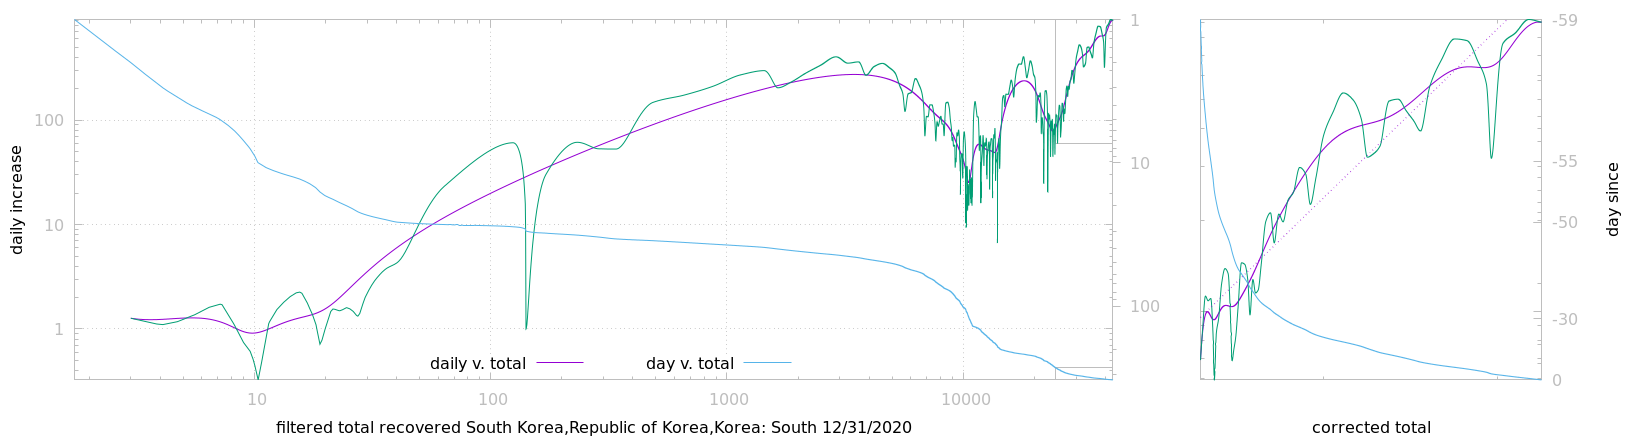 1
-59
100
10
-55
daily increase
10
-50
day since
100
-30
1
daily v. total
day v. total
0
10
100
1000
10000
filtered total recovered South Korea,Republic of Korea,Korea: South 12/31/2020
corrected total